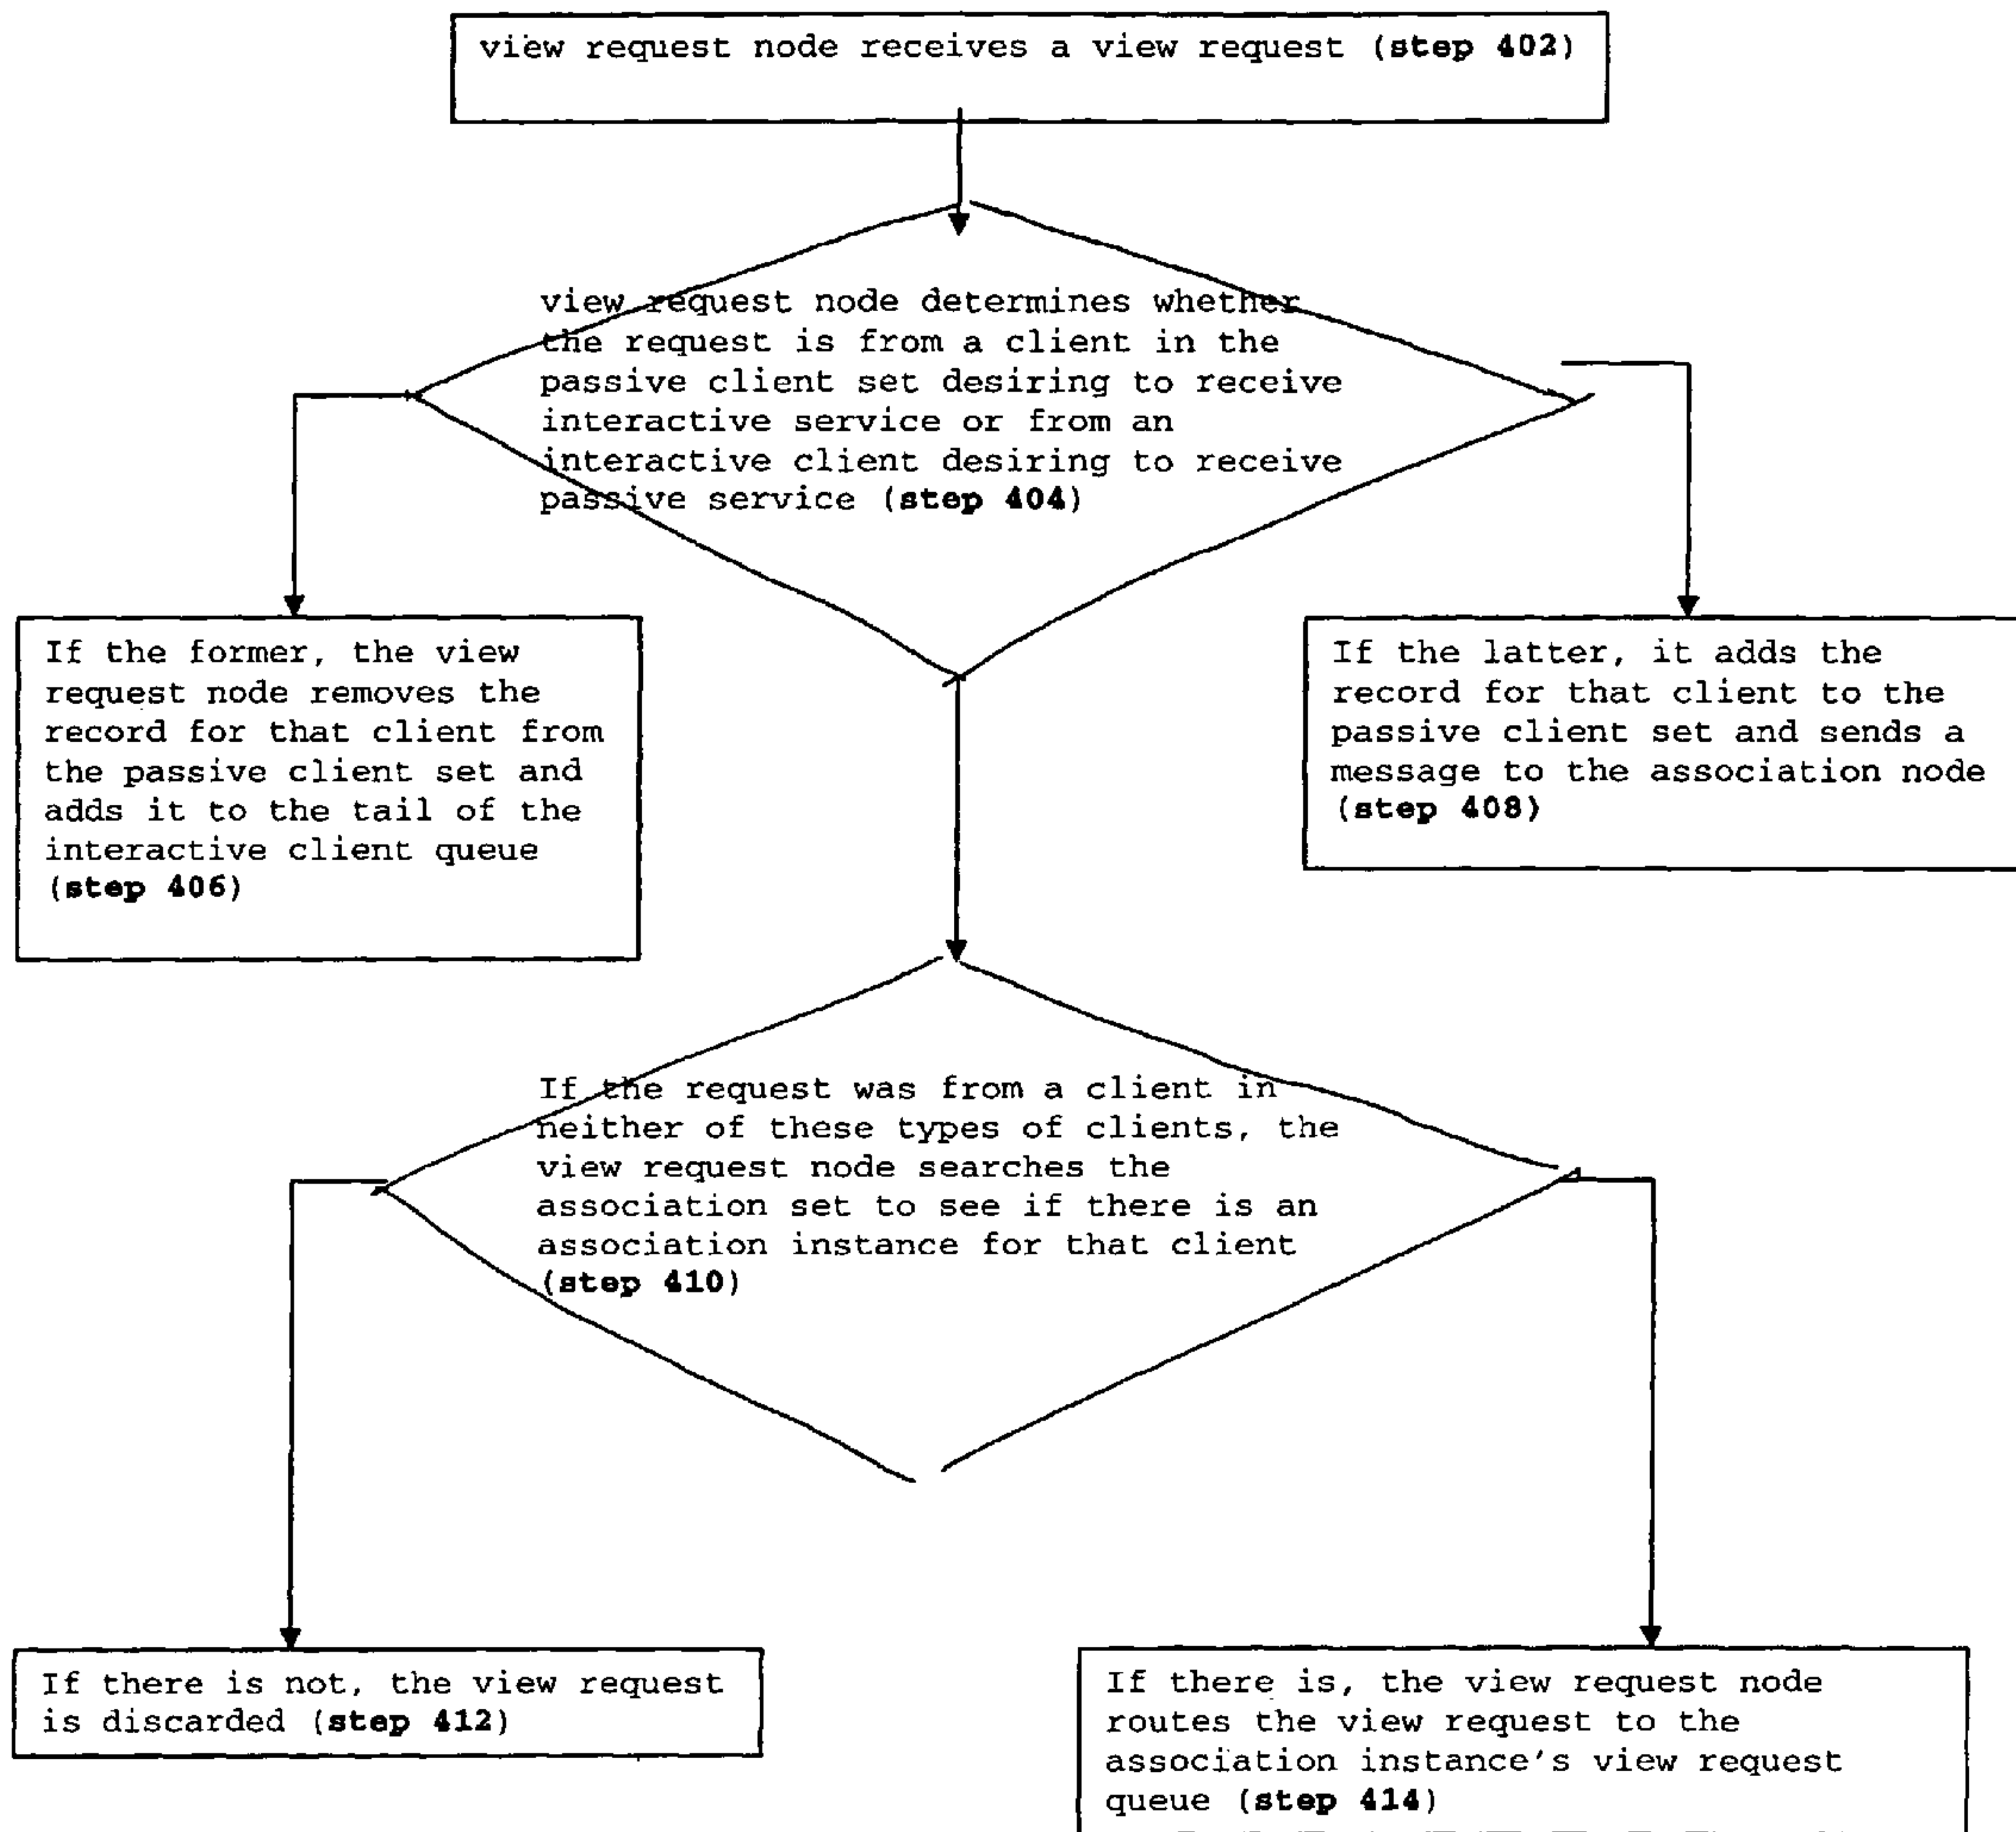 view request node receives a view request (step 402)
view request node determines whether
the request is from a client in the
passive client set desiring to receive
interactive service or from an
interactive client desiring to receive
passive service (step 404)
If the former, the view
request node removes the
record for that client from
the passive client set and
adds it to the tail of the
interactive client queue
(step 406)
If the latter, it adds the
record for that client to the
passive client set and sends a
message to the association node
(step 408)
If the request was from a client in
neither of these types of clients, the
view request node searches the
association set to see if there is an
association instance for that client
(step 410)
If there is not, the view request
is discarded (step 412)
If there is, the view request node
routes the view request to the
association instance's view request
queue (step 414)